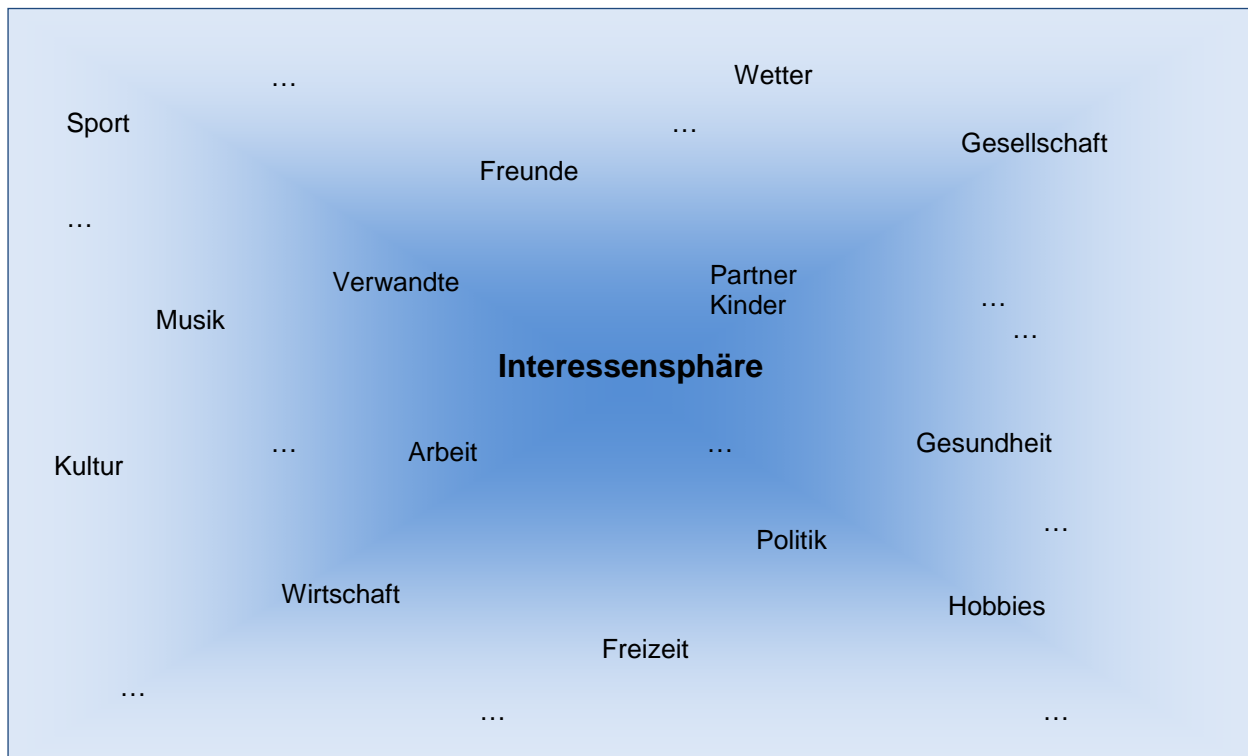 Wetter
…
Sport
…
Gesellschaft
Freunde
…
Verwandte
Partner
Kinder
…
Musik
…
Interessensphäre
Kultur
…
Arbeit
…
Gesundheit
…
Politik
Wirtschaft
Hobbies
Freizeit
…
…
…